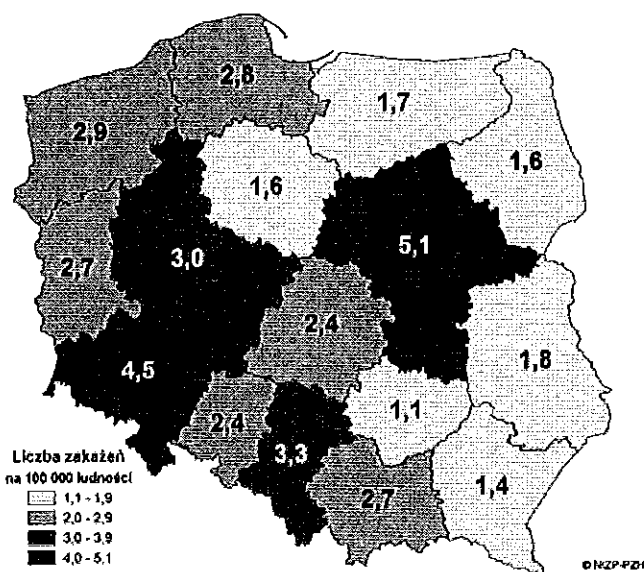 2,8
1,7
2,9
1,6
1,6
5,1
2,7
3,0
2,4
1,8
4,5
1,1
2,4
3,3
1,4
2,7
Liczba zakażeń
na 100 000 ludności
1,1 - 1,9
2,0 - 2,9
3,0 - 3,9
4,0 - 5,1